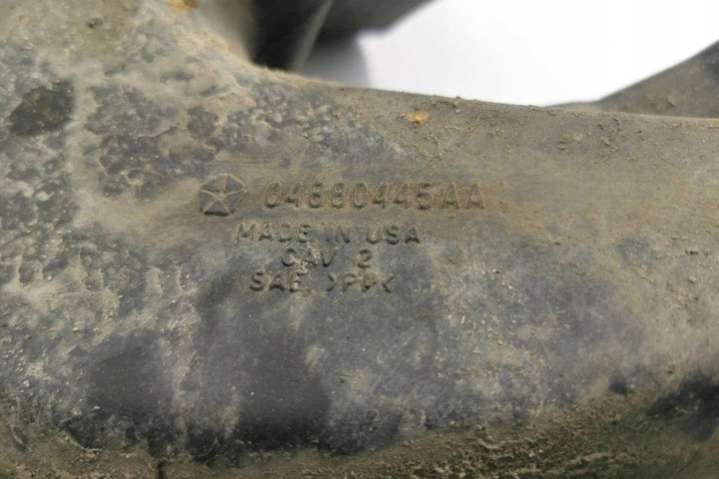 04880445AA
MADE IN USA
CAV 2
SAE >PP<